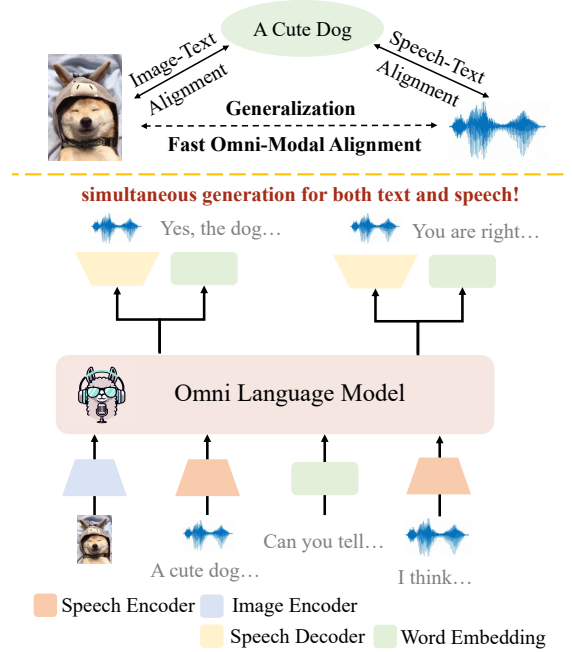 A Cute Dog
Image-Text
Alignment
Speech-Text
Alignment
Generalization
Fast Omni-Modal Alignment
simultaneous generation for both text and speech!
Yes, the dog…
You are right…
Omni Language Model
A cute dog…
Can you tell…
I think…
Speech Encoder
Image Encoder
Speech Decoder
Word Embedding